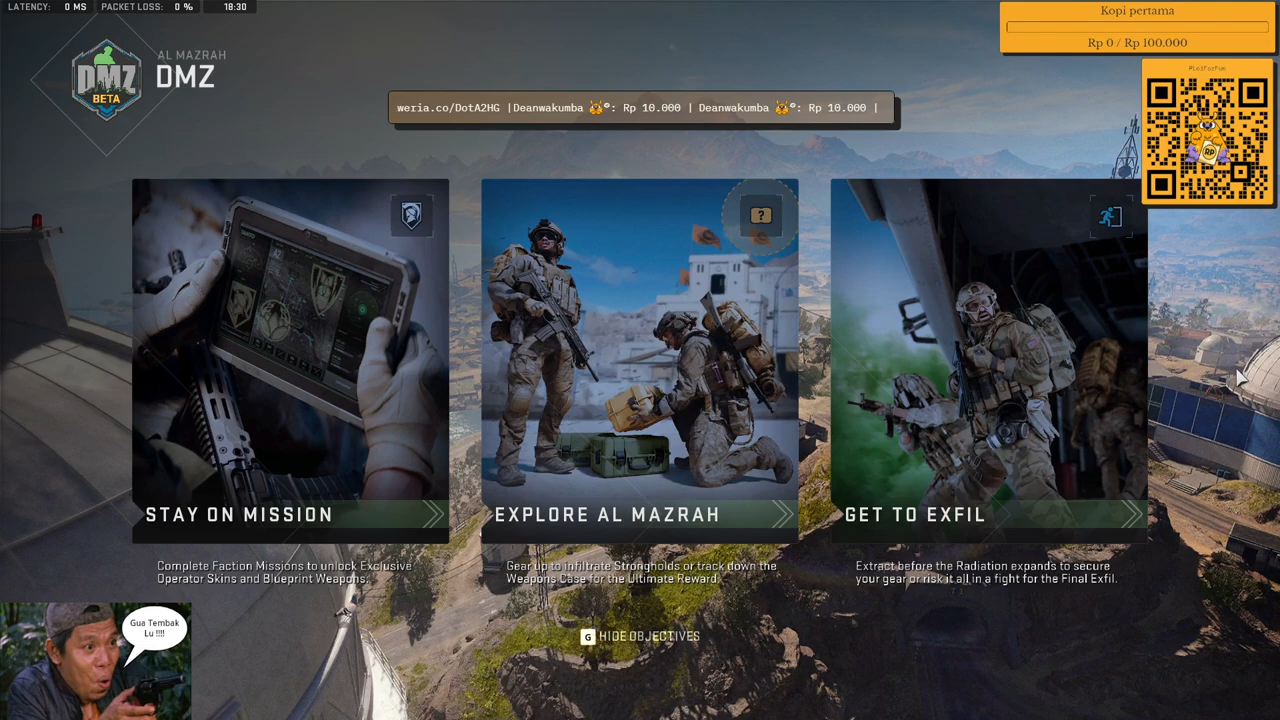 LATENCY: 0 MS PACKET LOSS: 0 % 18:30
Kopi pertama
Rp 0 / Rp 100.000
#LediForFun
AL MAZRAH
DMZ
DMZ
BETA
weria.co/DotA2HG |Deanwakumba 🐯°: Rp 10.000 | Deanwakumba 🐯°: Rp 10.000 |
?
RP
STAY ON MISSION
EXPLORE AL MAZRAH
GET TO EXFIL
Complete Faction Missions to unlock Exclusive
Operator Skins and Blueprint Weapons.
Gear up to infiltrate Strongholds or track down the
Weapons Case for the Ultimate Reward.
Extract before the Radiation expands to secure
your gear or risk it all in a fight for the Final Exfil.
Gua Tembak
Lu !!!!
G HIDE OBJECTIVES